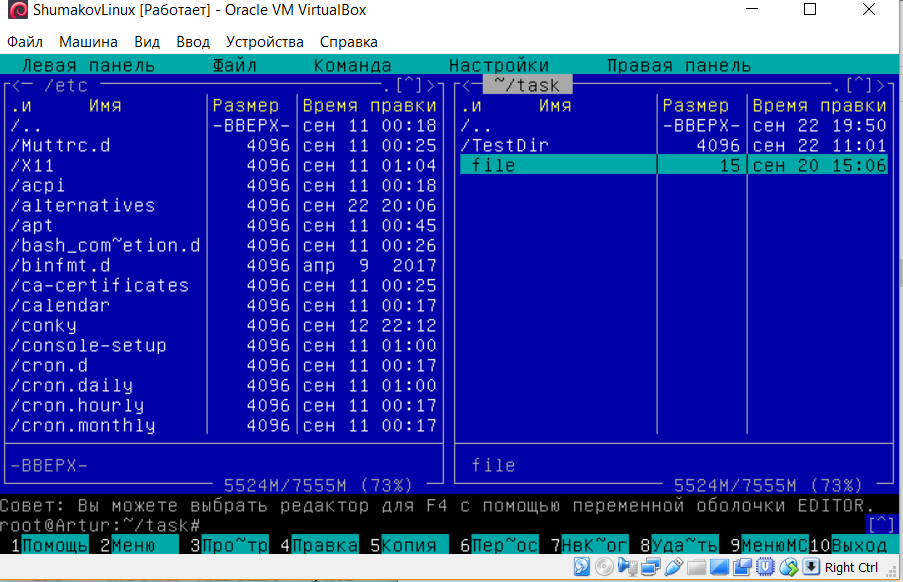 ShumakovLinux [Работает] - Oracle VM VirtualBox
Файл Машина Вид Ввод Устройства Справка
Левая панель Файл Команда Настройки Правая панель
<— /etc .[^]> <— ~/task .[^]>
.и Имя Размер Время правки .и Имя Размер Время правки
/.. -ВВЕРХ- сен 11 00:18 /.. -ВВЕРХ- сен 22 19:50
/Muttrc.d 4096 сен 11 00:25 /TestDir 4096 сен 22 11:01
/X11 4096 сен 11 01:04 file 15 сен 20 15:06
/acpi 4096 сен 11 00:18
/alternatives 4096 сен 22 20:06
/apt 4096 сен 11 00:45
/bash_com~etion.d 4096 сен 11 00:26
/binfmt.d 4096 апр 9 2017
/ca-certificates 4096 сен 11 00:25
/calendar 4096 сен 11 00:17
/conky 4096 сен 12 22:12
/console-setup 4096 сен 11 01:00
/cron.d 4096 сен 11 00:17
/cron.daily 4096 сен 11 01:00
/cron.hourly 4096 сен 11 00:17
/cron.monthly 4096 сен 11 00:17
-ВВЕРХ- file
5524M/7555M (73%) 5524M/7555M (73%)
Совет: Вы можете выбрать редактор для F4 с помощью переменной оболочки EDITOR.
root@Artur:~/task# [^]
1Помощь 2Меню 3Про~тр 4Правка 5Копия 6Пер~ос 7НвК~ог 8Уда~ть 9МенюMC 10Выход
Right Ctrl